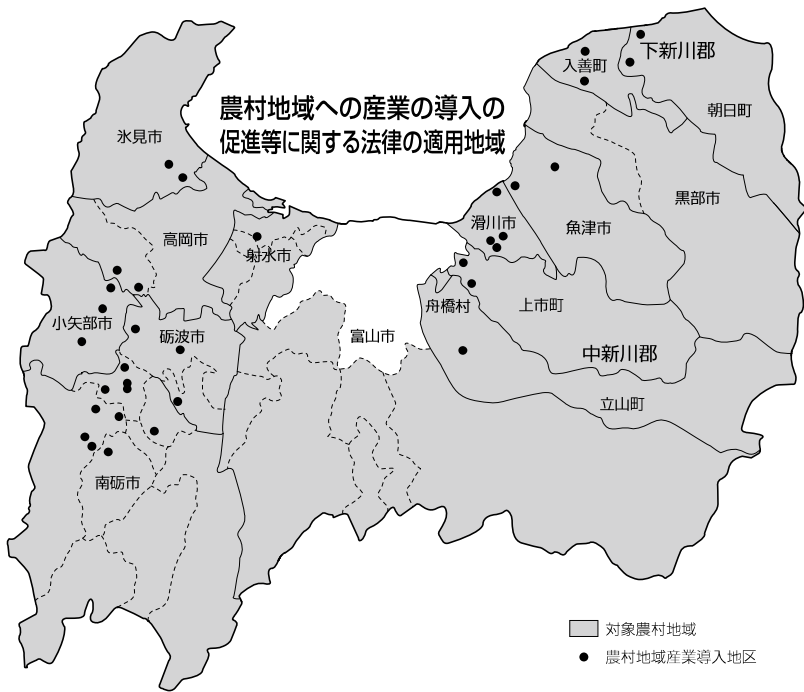 農村地域への産業の導入の
促進等に関する法律の適用地域
下新川郡
入善町
朝日町
氷見市
黒部市
滑川市
魚津市
高岡市
射水市
舟橋村
上市町
小矢部市
砺波市
富山市
中新川郡
立山町
南砺市
対象農村地域
農村地域産業導入地区